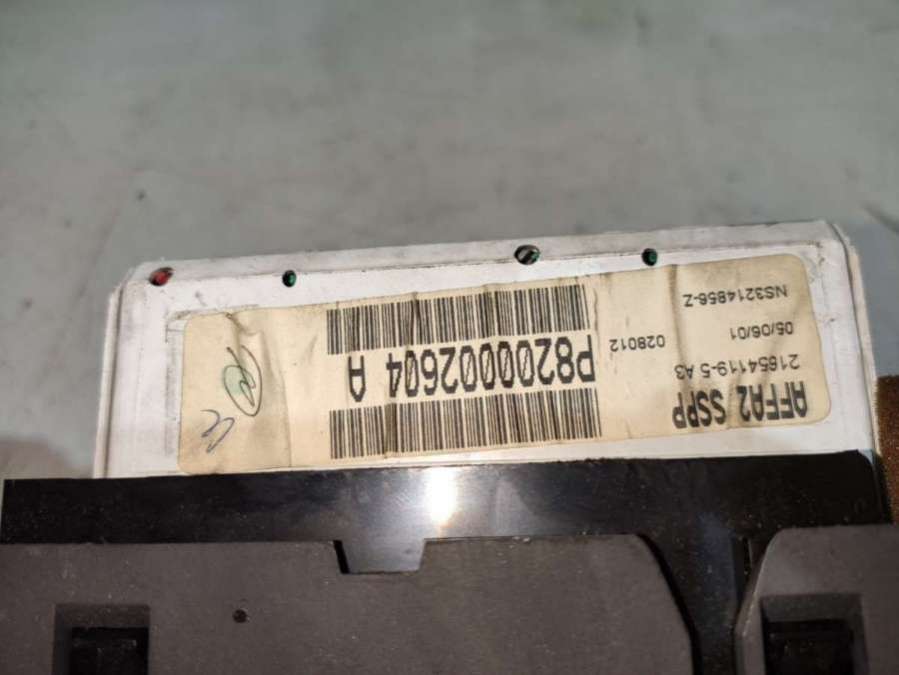 AFFA2 SSPP
21654119-5 A3
05/06/01
028012
NS3214856-Z
P8200002604 A